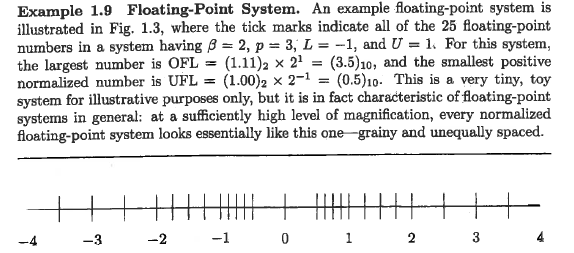 Example 1.9 Floating-Point System. An example floating-point system is
illustrated in Fig. 1.3, where the tick marks indicate all of the 25 floating-point
numbers in a system having β = 2, p = 3, L = −1, and U = 1. For this system,
the largest number is OFL = (1.11)₂ × 2¹ = (3.5)₁₀, and the smallest positive
normalized number is UFL = (1.00)₂ × 2⁻¹ = (0.5)₁₀. This is a very tiny, toy
system for illustrative purposes only, but it is in fact characteristic of floating-point
systems in general: at a sufficiently high level of magnification, every normalized
floating-point system looks essentially like this one—grainy and unequally spaced.
−4 −3 −2 −1 0 1 2 3 4